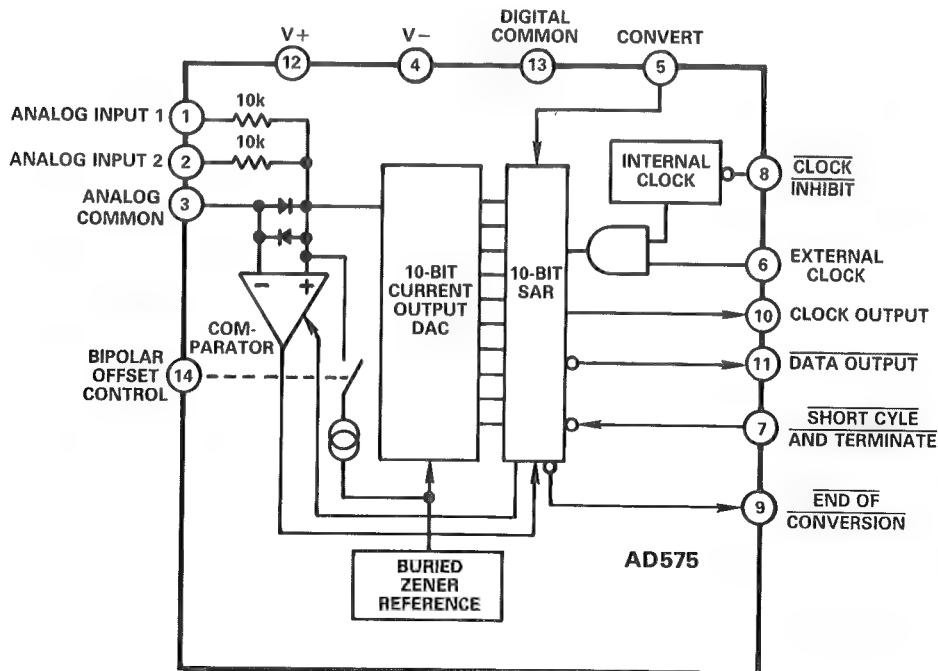 V+
12
V−
4
DIGITAL
COMMON
13
CONVERT
5
ANALOG INPUT 1
1
10k
ANALOG INPUT 2
2
10k
ANALOG
COMMON
3
INTERNAL
CLOCK
8
CLOCK
INHIBIT
10-BIT
CURRENT
OUTPUT
DAC
10-BIT
SAR
6
EXTERNAL
CLOCK
− +
COM-
PARATOR
10
CLOCK OUTPUT
BIPOLAR
OFFSET
CONTROL
14
11
DATA OUTPUT
7
SHORT CYLE
AND TERMINATE
9
END OF
CONVERSION
BURIED
ZENER
REFERENCE
AD575